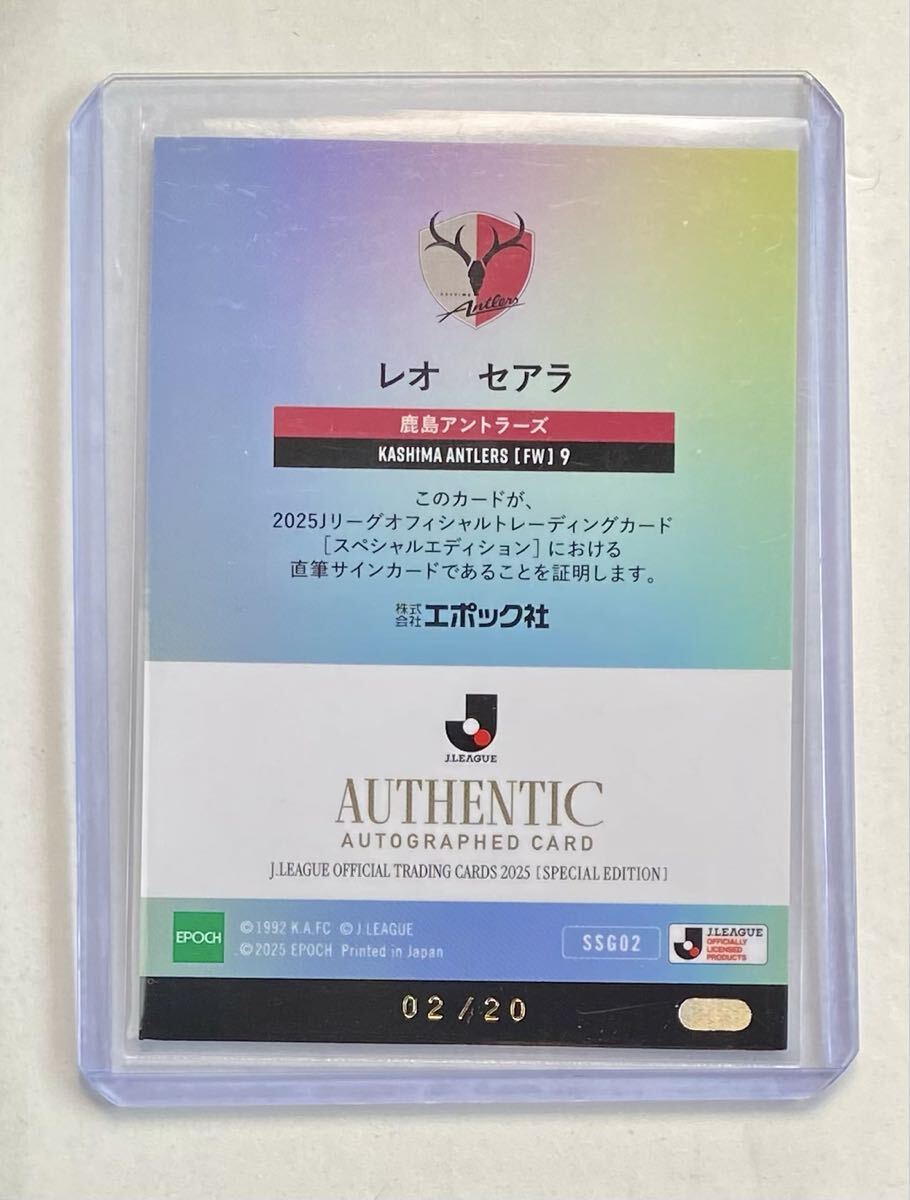 KASHIMA
Antlers
レオ　セアラ
鹿島アントラーズ
KASHIMA ANTLERS [FW] 9
このカードが、
2025Jリーグオフィシャルトレーディングカード
[スペシャルエディション] における
直筆サインカードであることを証明します。
株式会社エポック社
J.LEAGUE
AUTHENTIC
AUTOGRAPHED CARD
J.LEAGUE OFFICIAL TRADING CARDS 2025 [SPECIAL EDITION]
EPOCH
©1992 K.A.FC ©J.LEAGUE
©2025 EPOCH Printed in Japan
SSG02
J.LEAGUE
OFFICIALLY
LICENSED
PRODUCTS
02/20